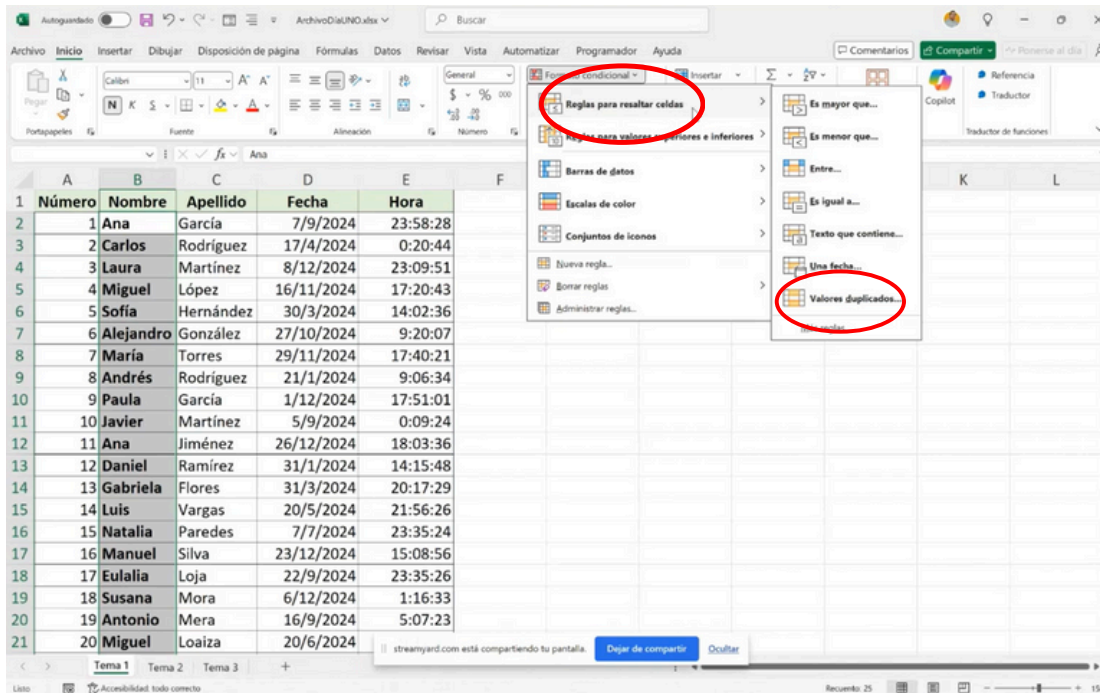 Autoguardado ArchivoDíaUNO.xlsx Buscar
Archivo Inicio Insertar Dibujar Disposición de página Fórmulas Datos Revisar Vista Automatizar Programador Ayuda Comentarios Compartir Ponerse al día
Pegar Calibri 11 General Formato condicional Insertar Copilot Referencia
N K S $ % 000 Traductor
Portapapeles Fuente Alineación Número Traductor de funciones
Reglas para resaltar celdas
Reglas para valores superiores e inferiores
Barras de datos
Escalas de color
Conjuntos de iconos
Nueva regla...
Borrar reglas
Administrar reglas...
Es mayor que...
Es menor que...
Entre...
Es igual a...
Texto que contiene...
Una fecha...
Valores duplicados...
Más reglas...
fx Ana
A B C D E F K L
1 Número Nombre Apellido Fecha Hora
2 1 Ana García 7/9/2024 23:58:28
3 2 Carlos Rodríguez 17/4/2024 0:20:44
4 3 Laura Martínez 8/12/2024 23:09:51
5 4 Miguel López 16/11/2024 17:20:43
6 5 Sofía Hernández 30/3/2024 14:02:36
7 6 Alejandro González 27/10/2024 9:20:07
8 7 María Torres 29/11/2024 17:40:21
9 8 Andrés Rodríguez 21/1/2024 9:06:34
10 9 Paula García 1/12/2024 17:51:01
11 10 Javier Martínez 5/9/2024 0:09:24
12 11 Ana Jiménez 26/12/2024 18:03:36
13 12 Daniel Ramírez 31/1/2024 14:15:48
14 13 Gabriela Flores 31/3/2024 20:17:29
15 14 Luis Vargas 20/5/2024 21:56:26
16 15 Natalia Paredes 7/7/2024 23:35:24
17 16 Manuel Silva 23/12/2024 15:08:56
18 17 Eulalia Loja 22/9/2024 23:35:26
19 18 Susana Mora 6/12/2024 1:16:33
20 19 Antonio Mera 16/9/2024 5:07:23
21 20 Miguel Loaiza 20/6/2024
streamyard.com está compartiendo tu pantalla. Dejar de compartir Ocultar
Tema 1 Tema 2 Tema 3 +
Listo Accesibilidad: todo correcto Recuento: 25 15